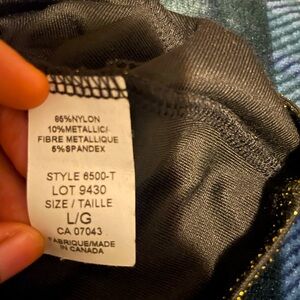 85%NYLON
10%METALLIC/
FIBRE METALLIQUE
5%SPANDEX
STYLE 6500-T
LOT 9430
SIZE / TAILLE
L/G
CA 07043
FABRIQUE/MADE
IN CANADA